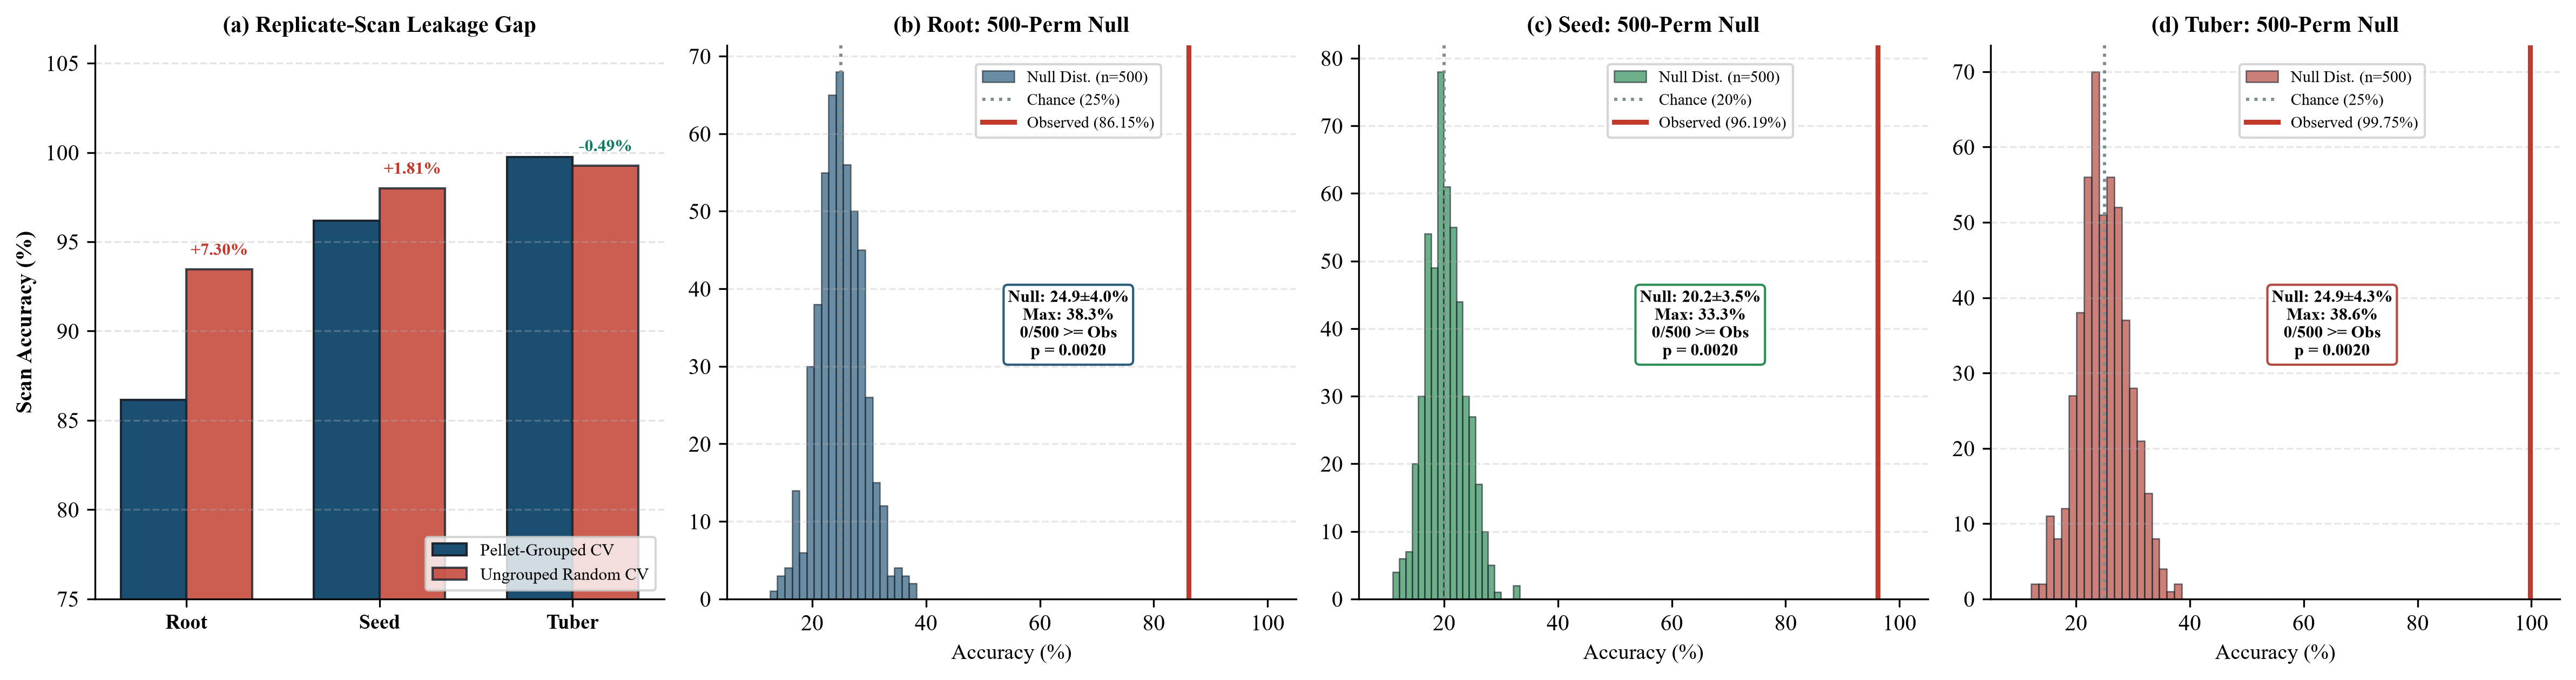 (a) Replicate-Scan Leakage Gap
Scan Accuracy (%)
105
100
95
90
85
80
75
+7.30%
+1.81%
-0.49%
Pellet-Grouped CV
Ungrouped Random CV
Root
Seed
Tuber
(b) Root: 500-Perm Null
70
60
50
40
30
20
10
0
Null Dist. (n=500)
Chance (25%)
Observed (86.15%)
Null: 24.9±4.0%
Max: 38.3%
0/500 >= Obs
p = 0.0020
20
40
60
80
100
Accuracy (%)
(c) Seed: 500-Perm Null
80
70
60
50
40
30
20
10
0
Null Dist. (n=500)
Chance (20%)
Observed (96.19%)
Null: 20.2±3.5%
Max: 33.3%
0/500 >= Obs
p = 0.0020
20
40
60
80
100
Accuracy (%)
(d) Tuber: 500-Perm Null
70
60
50
40
30
20
10
0
Null Dist. (n=500)
Chance (25%)
Observed (99.75%)
Null: 24.9±4.3%
Max: 38.6%
0/500 >= Obs
p = 0.0020
20
40
60
80
100
Accuracy (%)